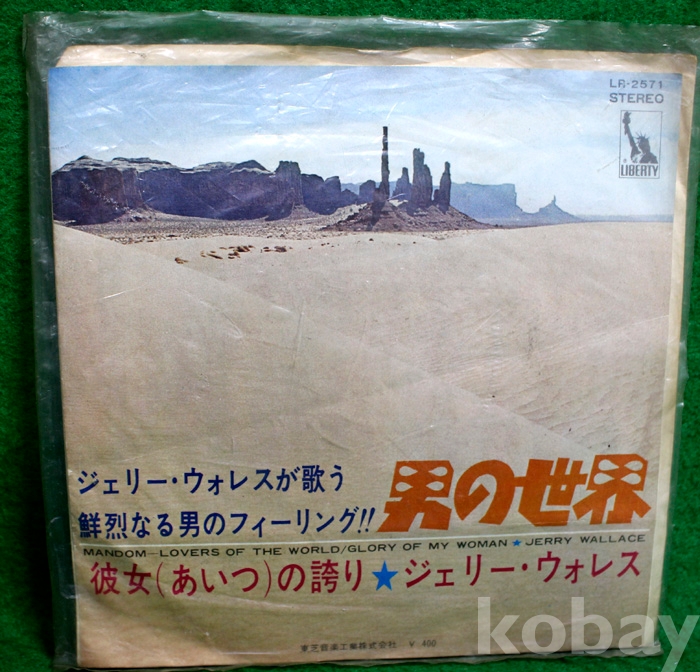 LR-2571
STEREO
LIBERTY
ジェリー・ウォレスが歌う
鮮烈なる男のフィーリング!!
男の世界
MANDOM—LOVERS OF THE WORLD/GLORY OF MY WOMAN ★ JERRY WALLACE
彼女(あいつ)の誇り★ジェリー・ウォレス
東芝音楽工業株式会社 ¥ 400
kobay